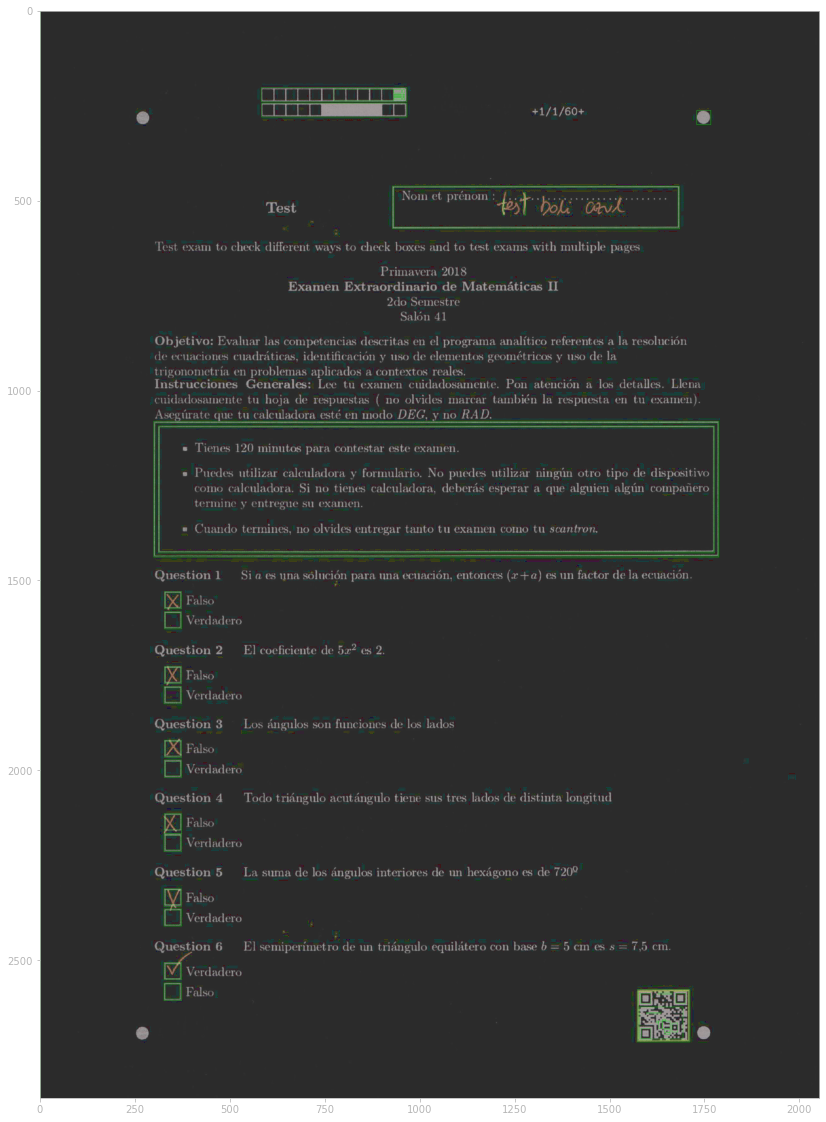 0
+1/1/60+
500
Nom et prénom :
test boli azul
Test
Test exam to check different ways to check boxes and to test exams with multiple pages
Primavera 2018
Examen Extraordinario de Matemáticas II
2do Semestre
Salón 41
Objetivo: Evaluar las competencias descritas en el programa analítico referentes a la resolución
de ecuaciones cuadráticas, identificación y uso de elementos geométricos y uso de la
trigonometría en problemas aplicados a contextos reales.
Instrucciones Generales: Lee tu examen cuidadosamente. Pon atención a los detalles. Llena
1000
cuidadosamente tu hoja de respuestas ( no olvides marcar también la respuesta en tu examen).
Asegúrate que tu calculadora esté en modo DEG, y no RAD.
Tienes 120 minutos para contestar este examen.
Puedes utilizar calculadora y formulario. No puedes utilizar ningún otro tipo de dispositivo
como calculadora. Si no tienes calculadora, deberás esperar a que alguien algún compañero
termine y entregue su examen.
Cuando termines, no olvides entregar tanto tu examen como tu scantron.
1500
Question 1 Si a es una solución para una ecuación, entonces (x+a) es un factor de la ecuación.
Falso
Verdadero
Question 2 El coeficiente de 5x² es 2.
Falso
Verdadero
Question 3 Los ángulos son funciones de los lados
Falso
2000
Verdadero
Question 4 Todo triángulo acutángulo tiene sus tres lados de distinta longitud
Falso
Verdadero
Question 5 La suma de los ángulos interiores de un hexágono es de 720º
Falso
Verdadero
Question 6 El semiperímetro de un triángulo equilátero con base b = 5 cm es s = 7,5 cm.
2500
Verdadero
Falso
0 250 500 750 1000 1250 1500 1750 2000